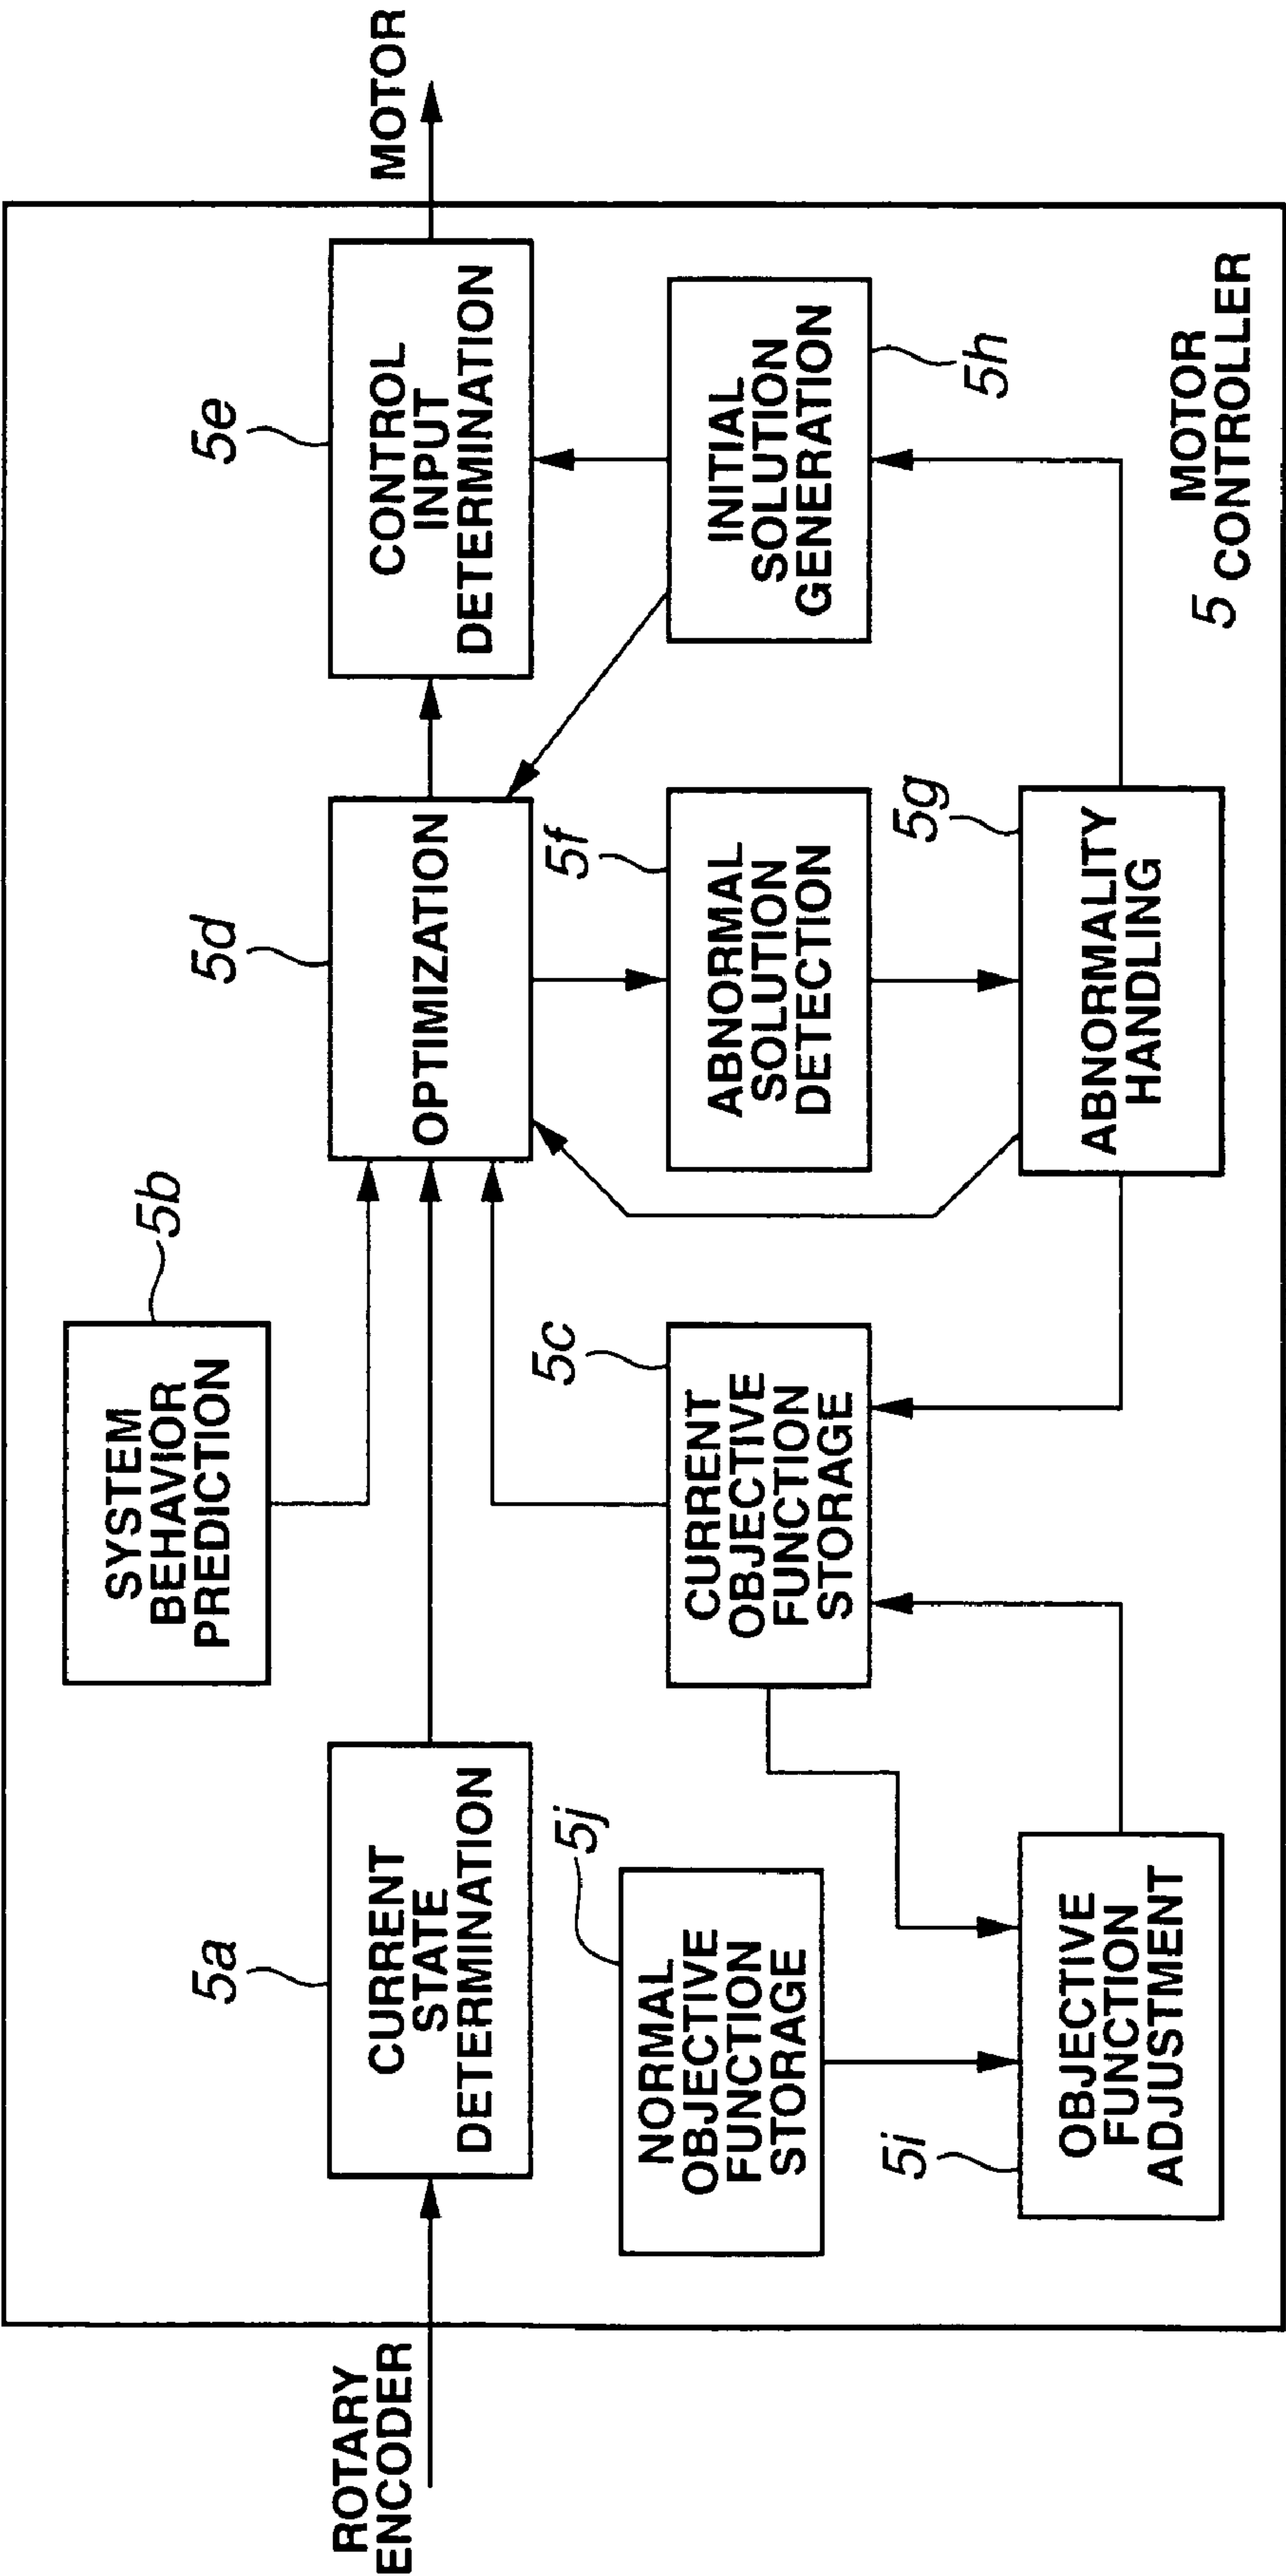 ROTARY
ENCODER
5a
CURRENT
STATE
DETERMINATION
SYSTEM
BEHAVIOR
PREDICTION
5b
5d
OPTIMIZATION
5e
CONTROL
INPUT
DETERMINATION
MOTOR
5j
NORMAL
OBJECTIVE
FUNCTION
STORAGE
5c
CURRENT
OBJECTIVE
FUNCTION
STORAGE
5f
ABNORMAL
SOLUTION
DETECTION
INITIAL
SOLUTION
GENERATION
5h
5i
OBJECTIVE
FUNCTION
ADJUSTMENT
5g
ABNORMALITY
HANDLING
MOTOR
5 CONTROLLER